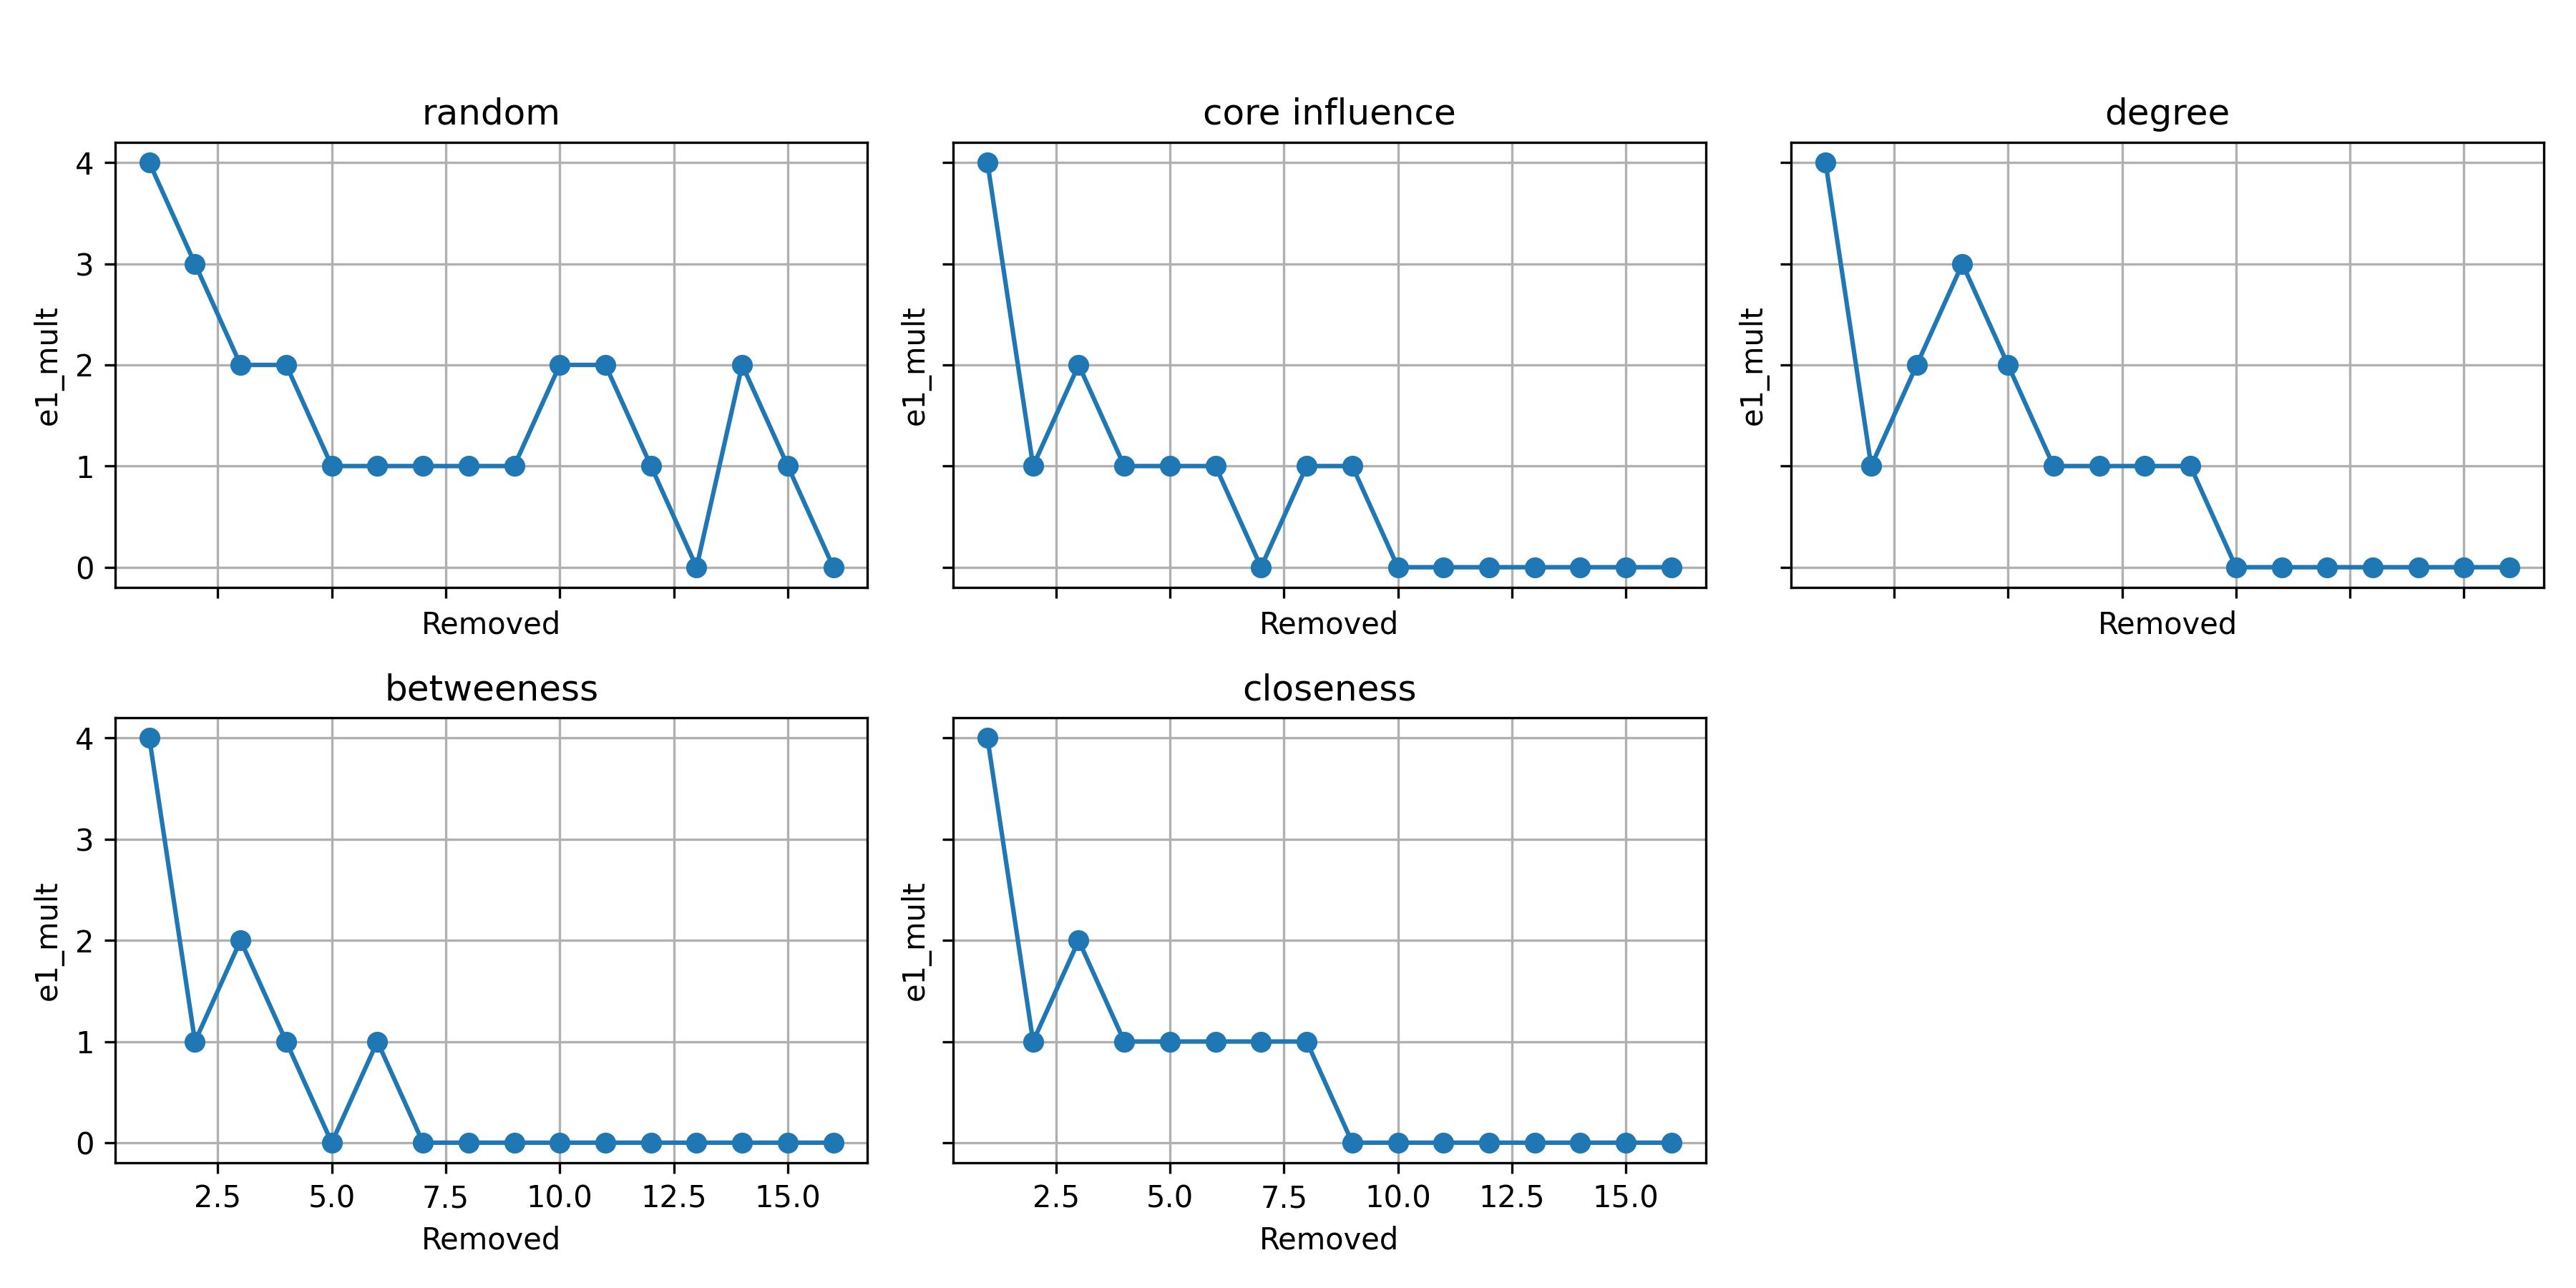 random
4
3
2
1
0
e1_mult
Removed
core influence
e1_mult
Removed
degree
e1_mult
Removed
betweeness
4
3
2
1
0
e1_mult
2.5 5.0 7.5 10.0 12.5 15.0
Removed
closeness
e1_mult
2.5 5.0 7.5 10.0 12.5 15.0
Removed